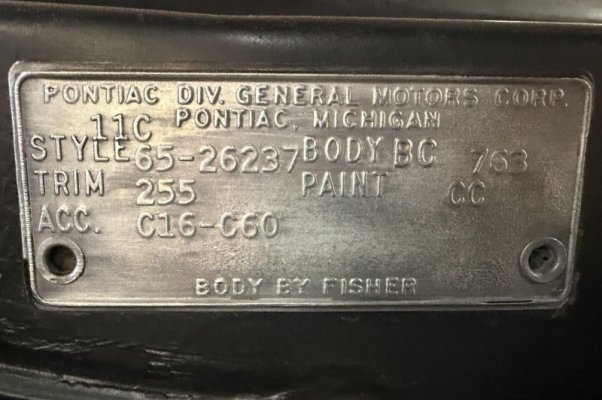 PONTIAC DIV. GENERAL MOTORS CORP.
11C PONTIAC, MICHIGAN
STYLE 65-26237 BODY BC 763
TRIM 255 PAINT CC
ACC. C16-C60
BODY BY FISHER